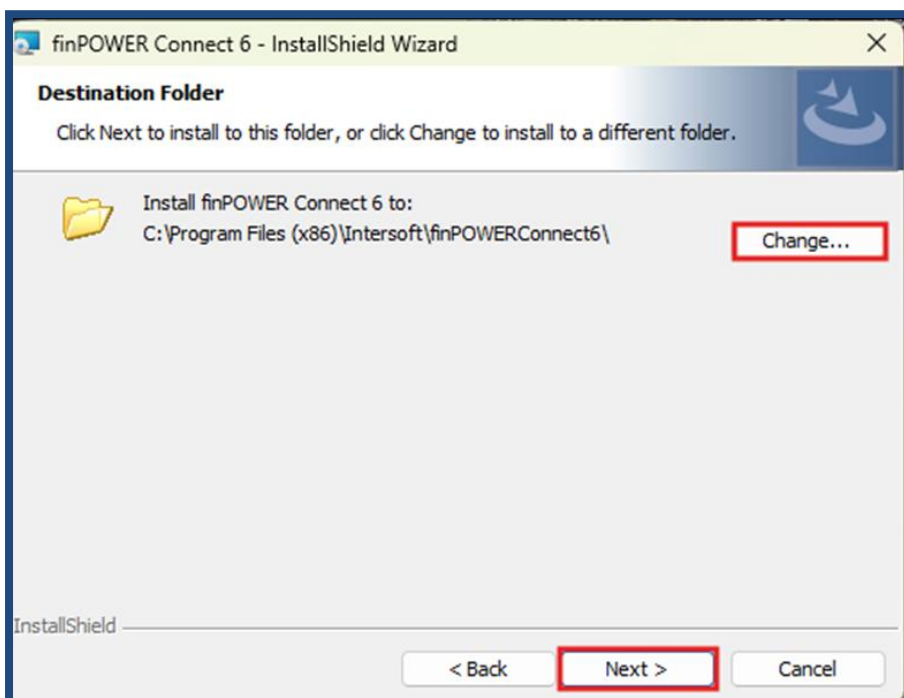 finPOWER Connect 6 - InstallShield Wizard
Destination Folder
Click Next to install to this folder, or click Change to install to a different folder.
Install finPOWER Connect 6 to:
C:\Program Files (x86)\Intersoft\finPOWERConnect6\
Change...
InstallShield
< Back
Next >
Cancel